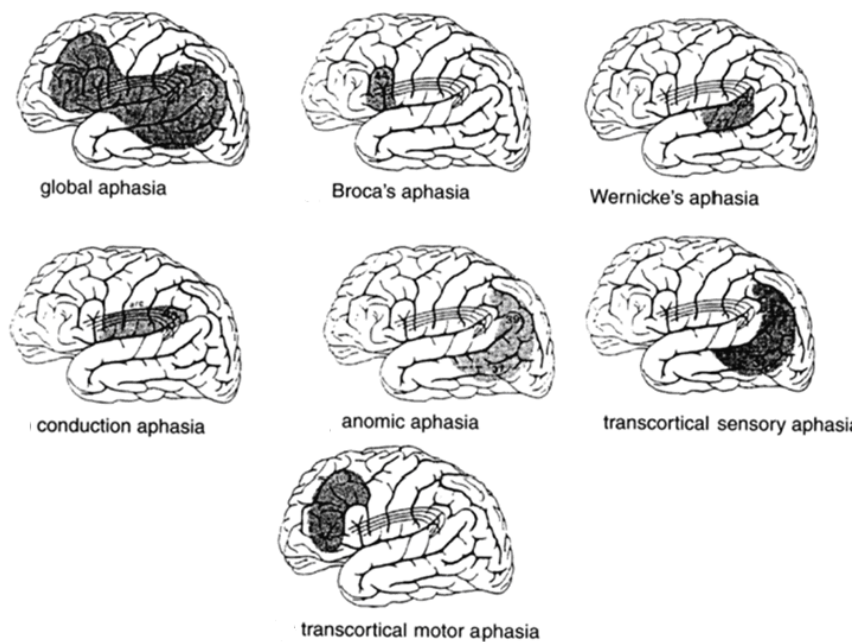 global aphasia
Broca's aphasia
Wernicke's aphasia
conduction aphasia
anomic aphasia
transcortical sensory aphasia
transcortical motor aphasia